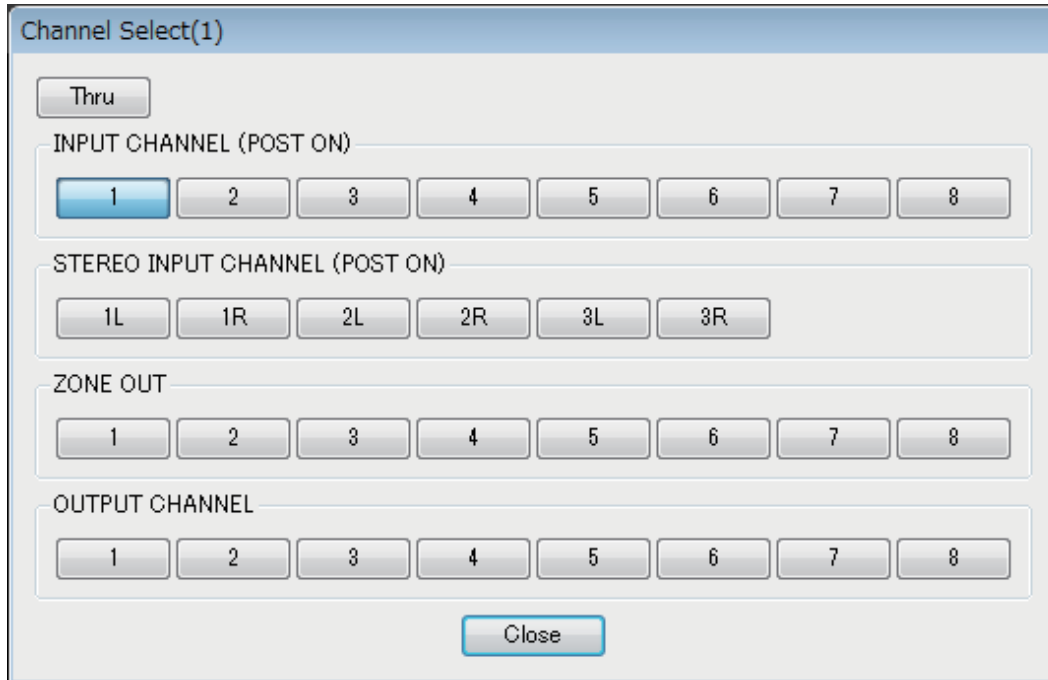 Channel Select(1)
Thru
INPUT CHANNEL (POST ON)
1 2 3 4 5 6 7 8
STEREO INPUT CHANNEL (POST ON)
1L 1R 2L 2R 3L 3R
ZONE OUT
1 2 3 4 5 6 7 8
OUTPUT CHANNEL
1 2 3 4 5 6 7 8
Close